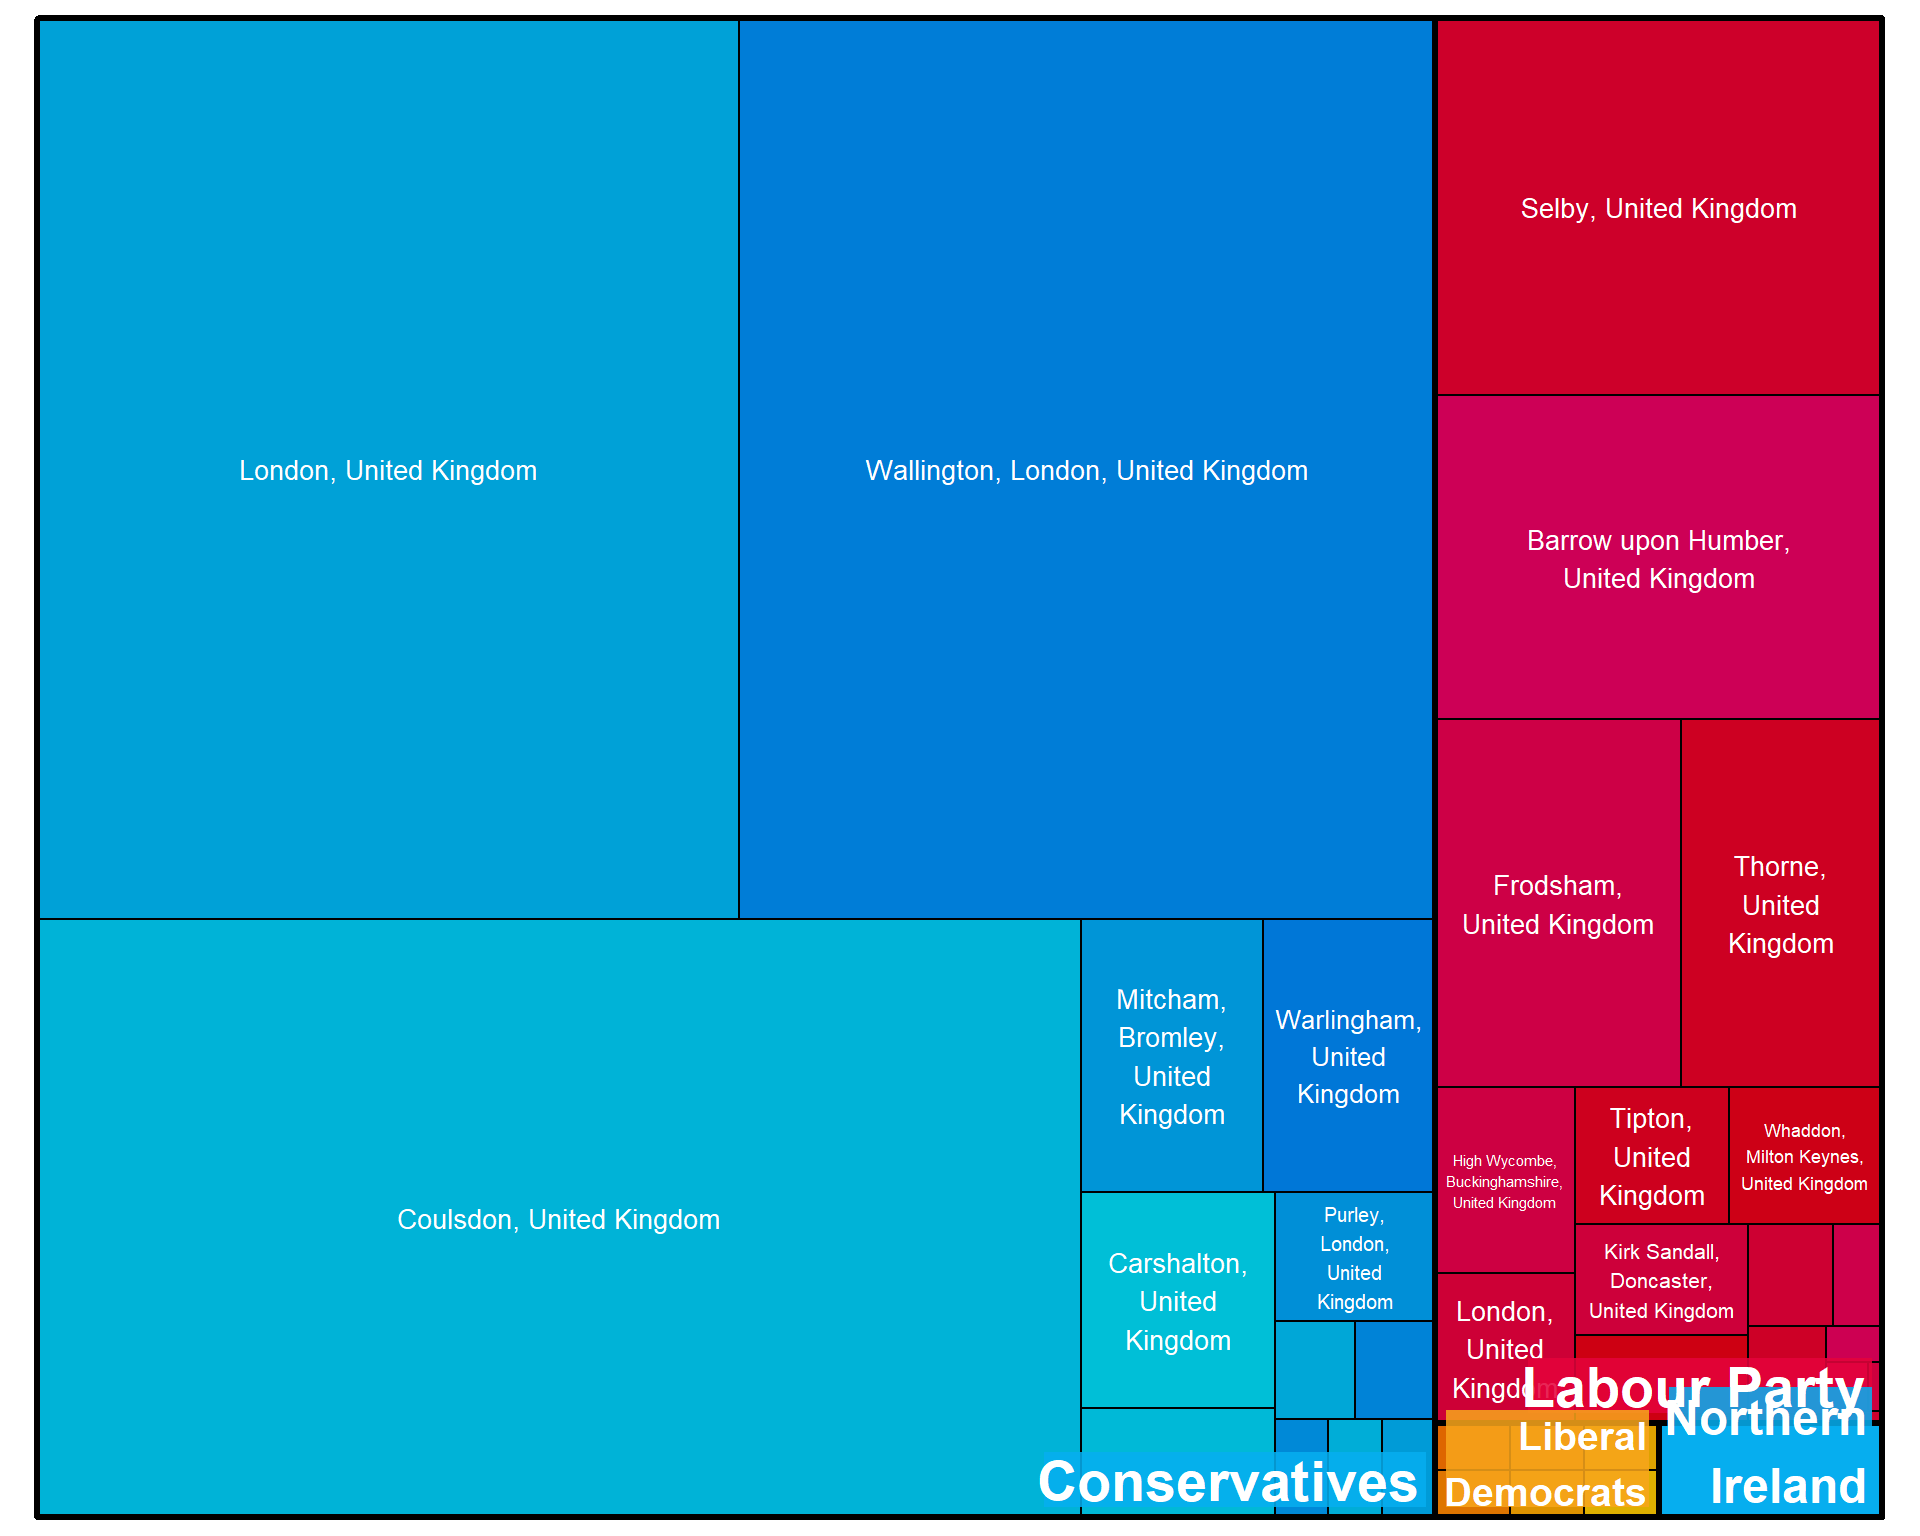 London, United Kingdom
Wallington, London, United Kingdom
Selby, United Kingdom
Barrow upon Humber,
United Kingdom
Frodsham,
United Kingdom
Thorne,
United
Kingdom
Coulsdon, United Kingdom
Mitcham,
Bromley,
United
Kingdom
Warlingham,
United
Kingdom
Carshalton,
United
Kingdom
Purley,
London,
United
Kingdom
High Wycombe,
Buckinghamshire,
United Kingdom
Tipton,
United
Kingdom
Whaddon,
Milton Keynes,
United Kingdom
Kirk Sandall,
Doncaster,
United Kingdom
London,
United
Kingdom
Labour Party
Northern
Ireland
Liberal
Democrats
Conservatives